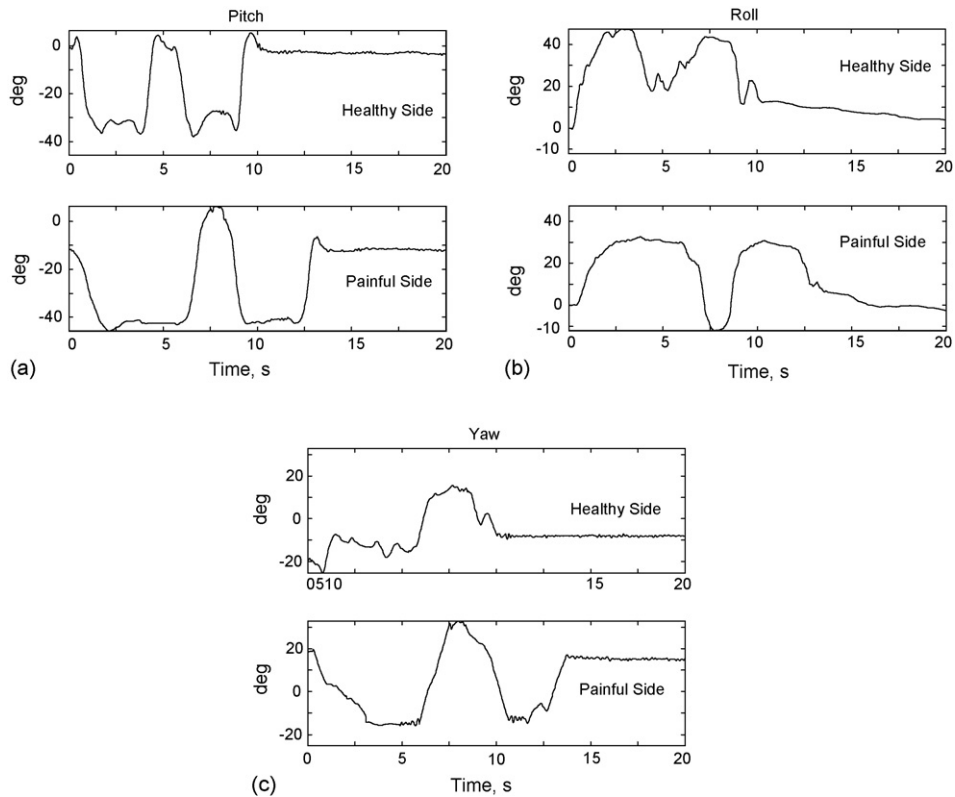 Pitch
0
-20
-40
deg
Healthy Side
0 5 10 15 20
0
-20
-40
deg
Painful Side
0 5 10 15 20
(a)
Time, s
Roll
40
20
0
-10
deg
Healthy Side
0 5 10 15 20
40
20
0
-10
deg
Painful Side
0 5 10 15 20
(b)
Time, s
Yaw
20
0
-20
deg
Healthy Side
0510 15 20
20
0
-20
deg
Painful Side
0 5 10 15 20
(c)
Time, s